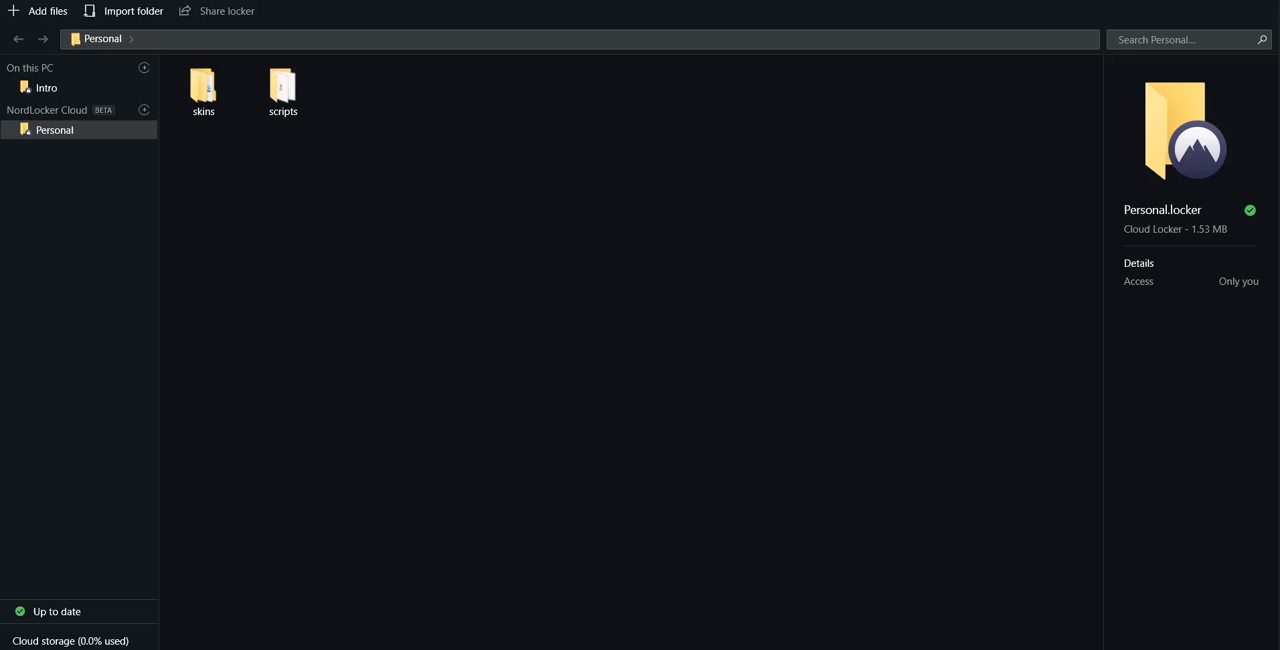 Add files
Import folder
Share locker
Personal
Search Personal...
On this PC
Intro
NordLocker Cloud BETA
Personal
skins
scripts
Personal.locker
Cloud Locker - 1.53 MB
Details
Access Only you
Up to date
Cloud storage (0.0% used)